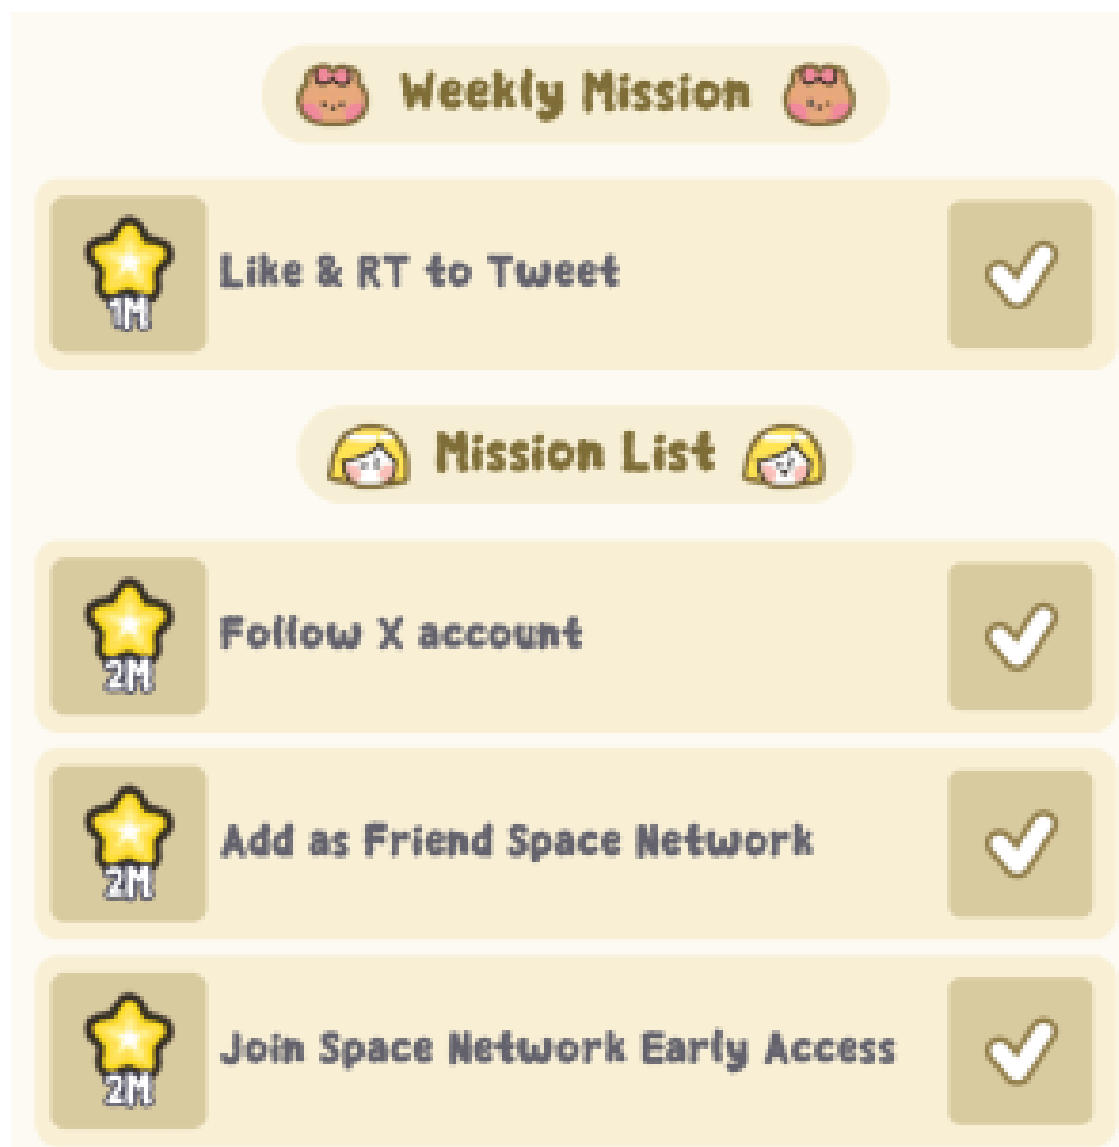 Weekly Mission
1M
Like & RT to Tweet
Mission List
2M
Follow X account
2M
Add as Friend Space Network
2M
Join Space Network Early Access